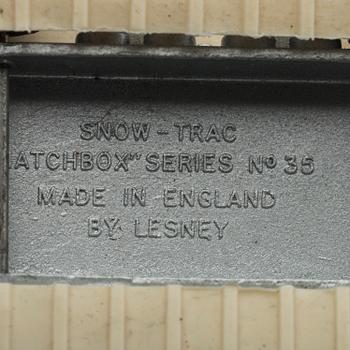 SNOW-TRAC
ATCHBOX" SERIES Nº 35
MADE IN ENGLAND
BY LESNEY